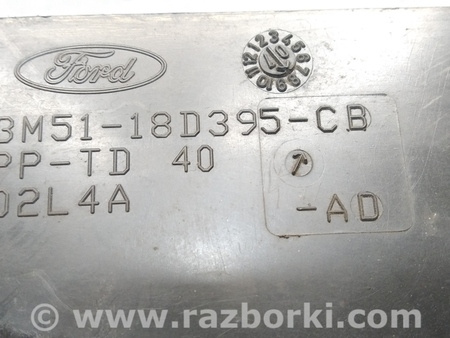 Ford
3M51-18D395-CB
PP-TD 40
02L4A
-AD
www.razborki.com